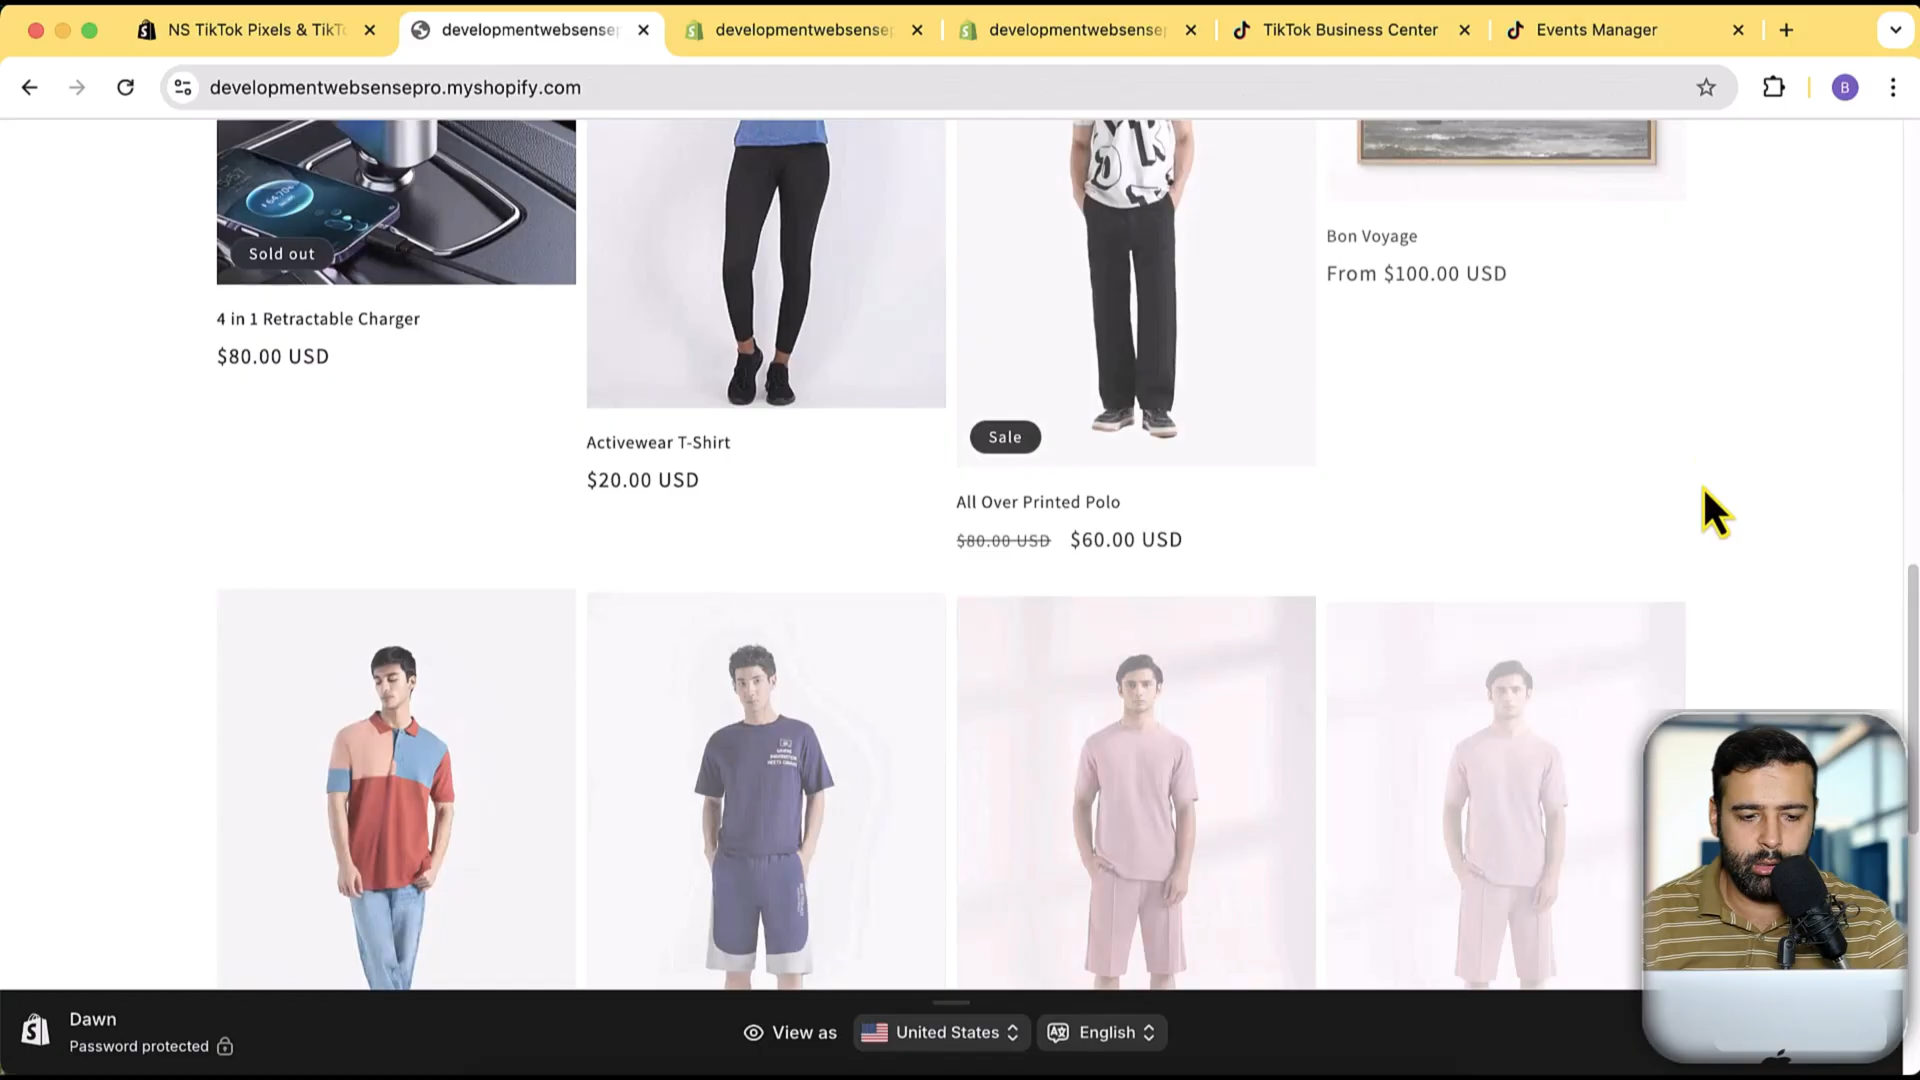 NS TikTok Pixels & TikT
developmentwebsense
developmentwebsense
developmentwebsense
TikTok Business Center
Events Manager
developmentwebsensepro.myshopify.com
B
Sold out
4 in 1 Retractable Charger
$80.00 USD
Activewear T-Shirt
$20.00 USD
Sale
All Over Printed Polo
$80.00 USD $60.00 USD
Bon Voyage
From $100.00 USD
Dawn
Password protected
View as
United States
English